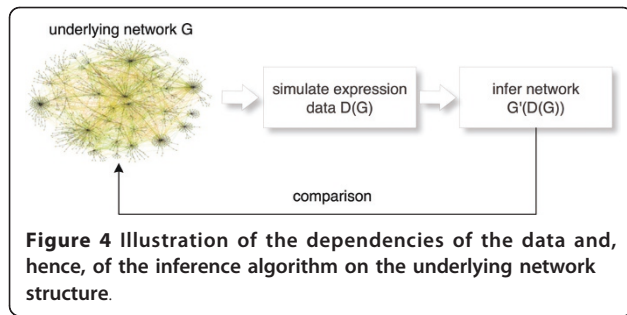 underlying network G
simulate expression
data D(G)
infer network
G'(D(G))
comparison
Figure 4 Illustration of the dependencies of the data and,
hence, of the inference algorithm on the underlying network
structure.